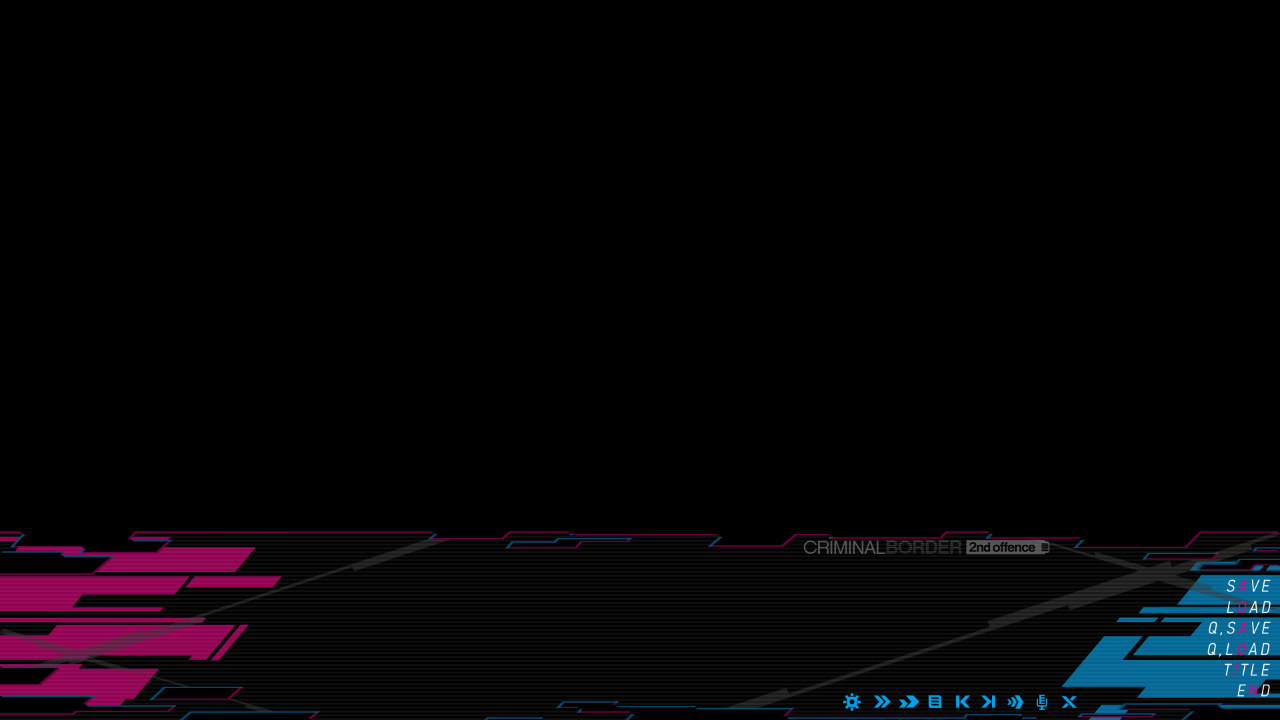 CRIMINALBORDER 2nd offence
SAVE
LOAD
Q,SAVE
Q,LOAD
TITLE
END